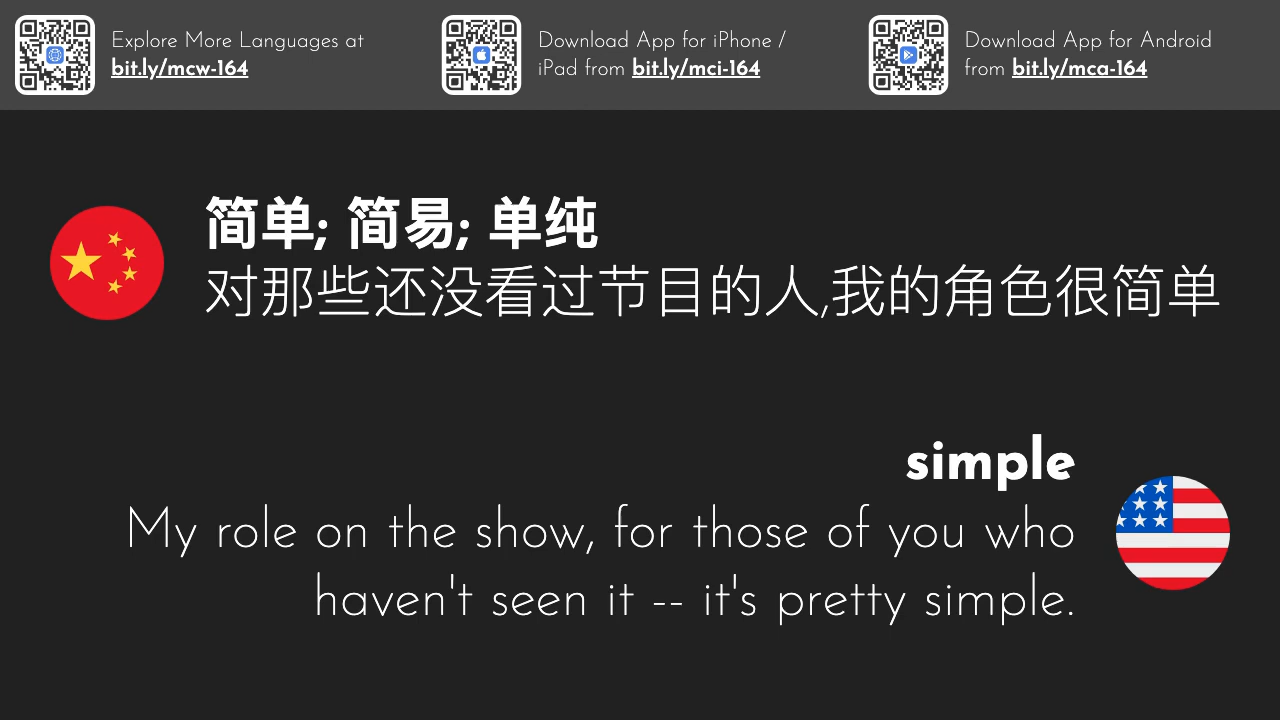 Explore More Languages at
bit.ly/mcw-164
Download App for iPhone /
iPad from bit.ly/mci-164
Download App for Android
from bit.ly/mca-164
简单; 简易; 单纯
对那些还没看过节目的人,我的角色很简单
simple
My role on the show, for those of you who
haven't seen it -- it's pretty simple.